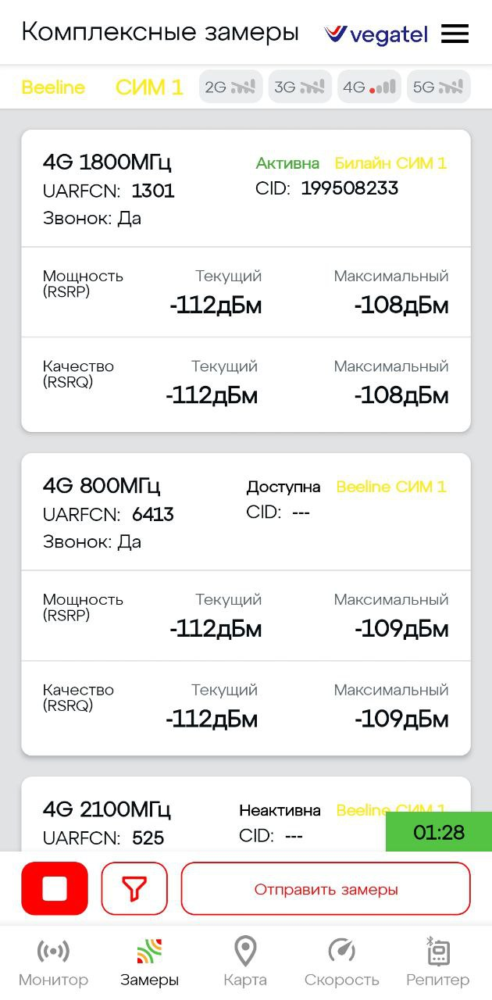 Комплексные замеры vegatel
Beeline СИМ 1 2G 3G 4G 5G
4G 1800МГц Активна Билайн СИМ 1
UARFCN: 1301 CID: 199508233
Звонок: Да
Мощность (RSRP) Текущий Максимальный
-112дБм -108дБм
Качество (RSRQ) Текущий Максимальный
-112дБм -108дБм
4G 800МГц Доступна Beeline СИМ 1
UARFCN: 6413 CID: ---
Звонок: Да
Мощность (RSRP) Текущий Максимальный
-112дБм -109дБм
Качество (RSRQ) Текущий Максимальный
-112дБм -109дБм
4G 2100МГц Неактивна Beeline СИМ 1
UARFCN: 525 CID: ---
01:28
Отправить замеры
Монитор Замеры Карта Скорость Репитер